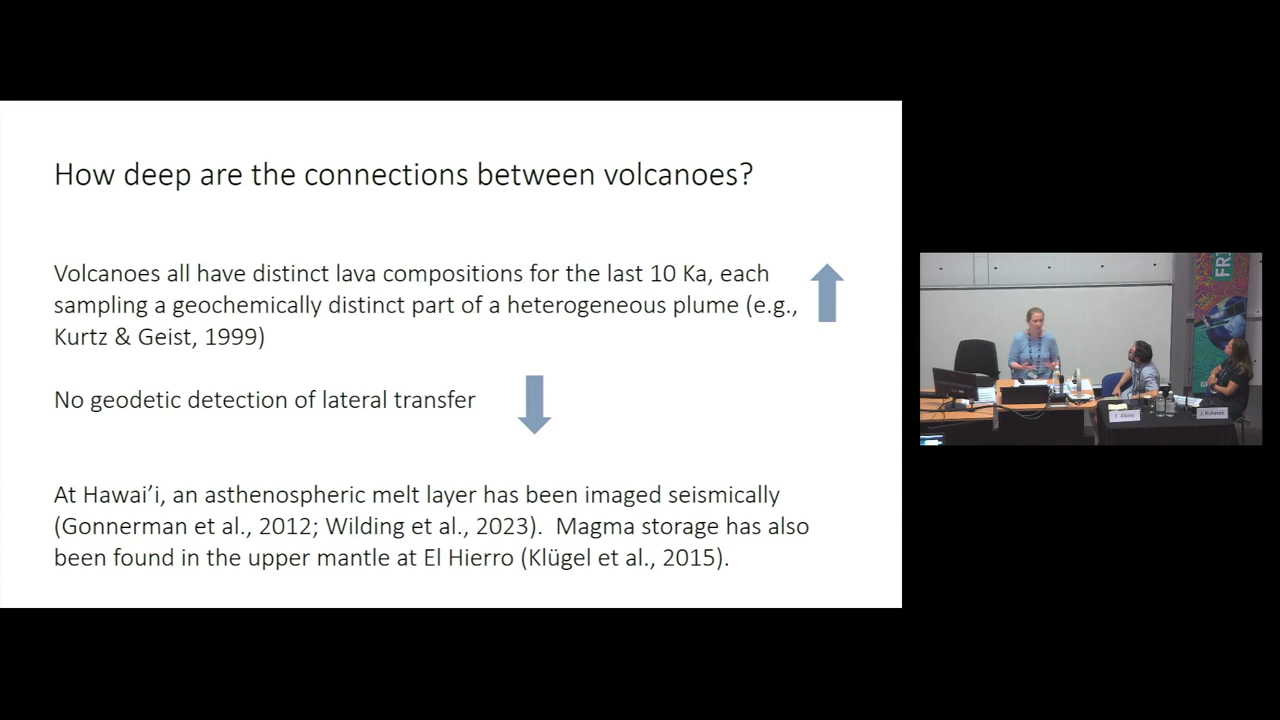 How deep are the connections between volcanoes?
Volcanoes all have distinct lava compositions for the last 10 Ka, each
sampling a geochemically distinct part of a heterogeneous plume (e.g.,
Kurtz & Geist, 1999)
No geodetic detection of lateral transfer
At Hawai’i, an asthenospheric melt layer has been imaged seismically
(Gonnerman et al., 2012; Wilding et al., 2023).  Magma storage has also
been found in the upper mantle at El Hierro (Klügel et al., 2015).
F. Albino